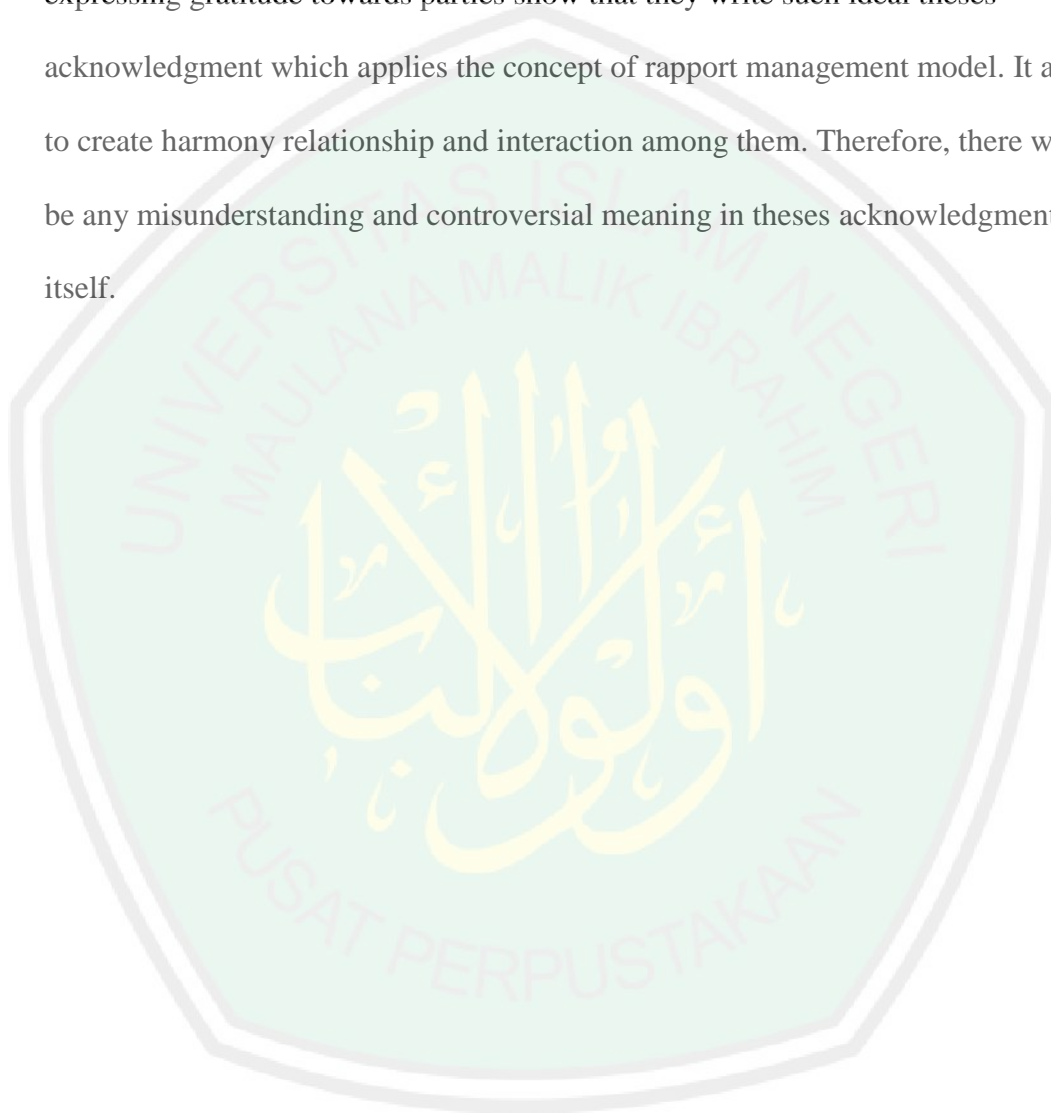 expressing gratitude towards parties show that they write such ideal theses
acknowledgment which applies the concept of rapport management model. It a
to create harmony relationship and interaction among them. Therefore, there w
be any misunderstanding and controversial meaning in theses acknowledgment
itself.
UNIVERSITAS ISLAM NEGERI
MAULANA MALIK IBRAHIM
أولوا الألباب
PUSAT PERPUSTAKAAN